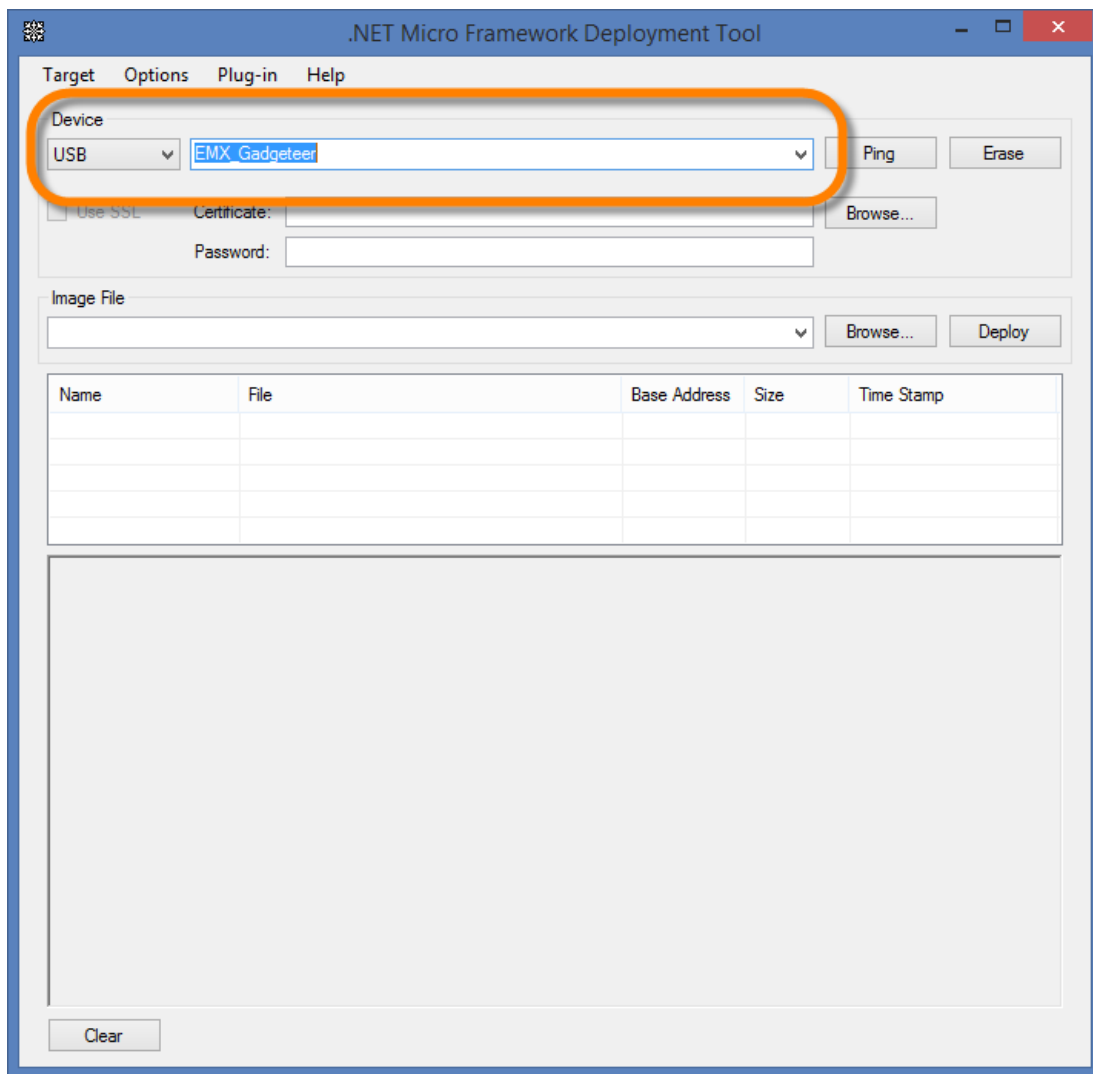 .NET Micro Framework Deployment Tool
Target Options Plug-in Help
Device
USB EMX_Gadgeteer Ping Erase
Use SSL Certificate: Browse...
Password:
Image File
Browse... Deploy
Name File Base Address Size Time Stamp
Clear